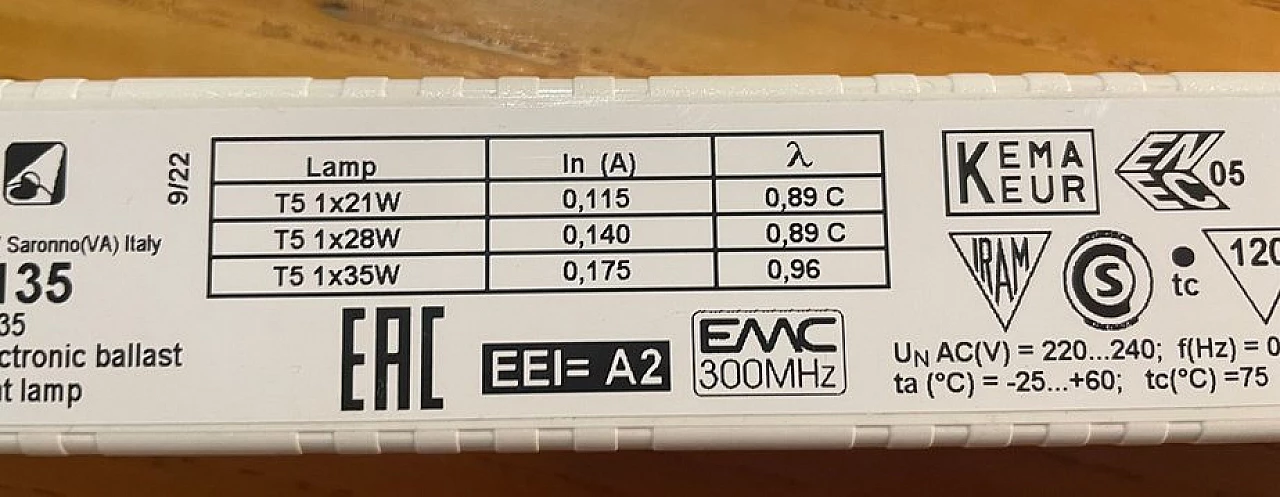 9/22
Saronno(VA) Italy
135
35
ctronic ballast
t lamp
Lamp In (A) λ
T5 1x21W 0,115 0,89 C
T5 1x28W 0,140 0,89 C
T5 1x35W 0,175 0,96
EAC
EEI= A2
EMC
300MHz
KEMA
KEUR
ENEC 05
IRAM
S
tc
120
UN AC(V) = 220...240; f(Hz) = 0
ta (°C) = -25...+60; tc(°C) =75